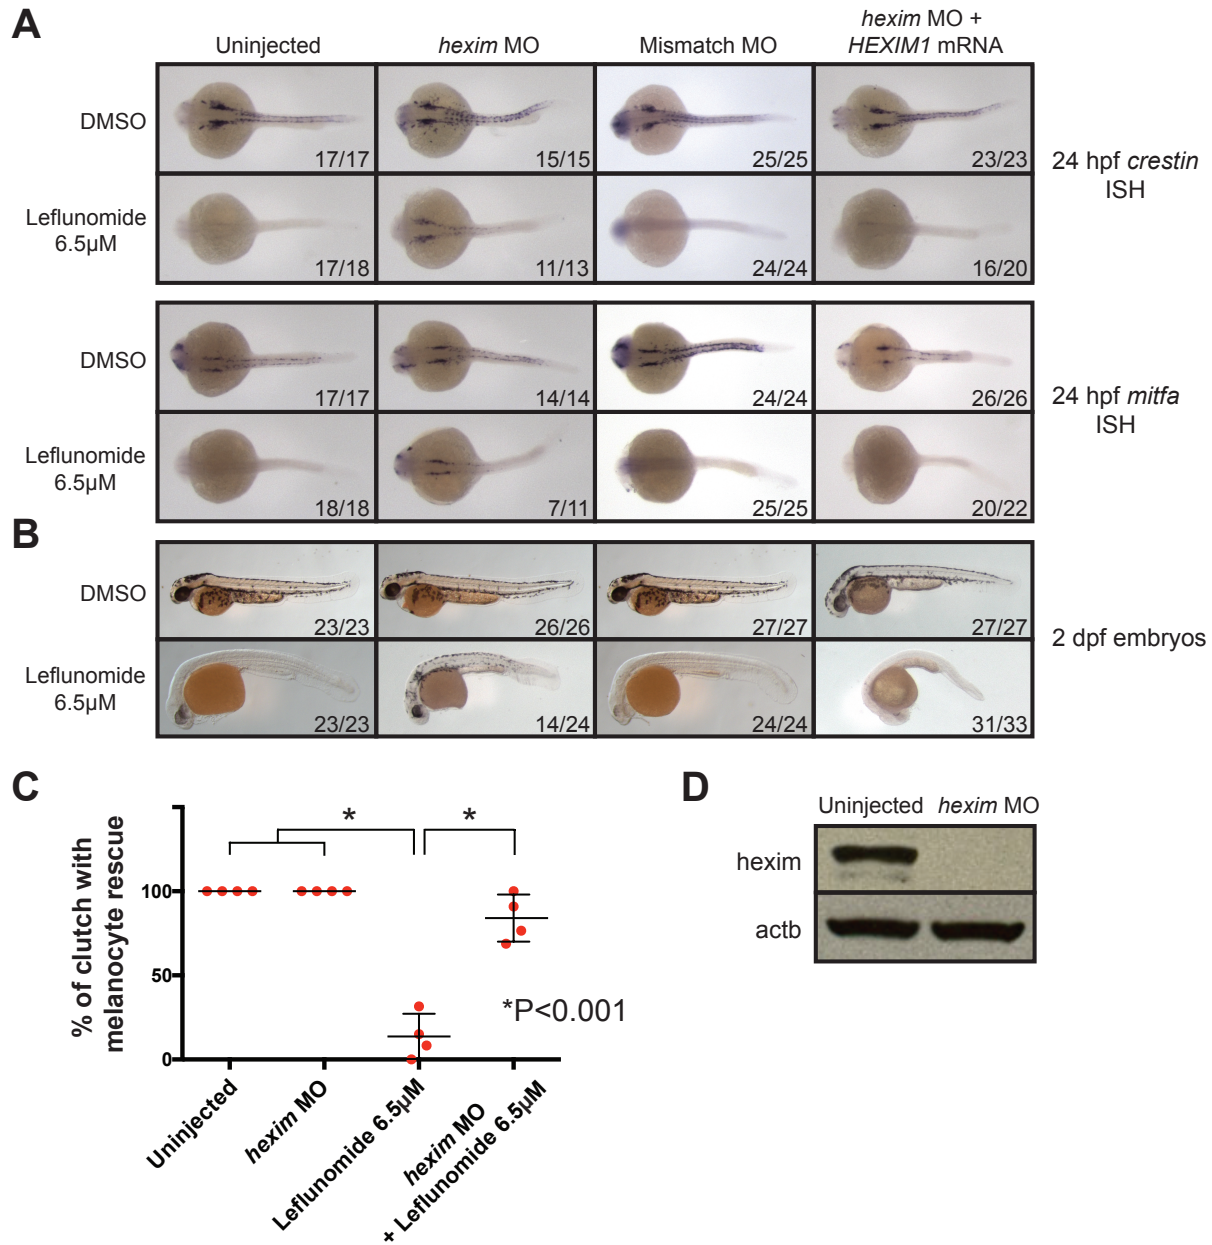 A
Uninjected
hexim MO
Mismatch MO
hexim MO +
HEXIM1 mRNA
DMSO
17/17
15/15
25/25
23/23
24 hpf crestin
ISH
Leflunomide
6.5µM
17/18
11/13
24/24
16/20
DMSO
17/17
14/14
24/24
26/26
24 hpf mitfa
ISH
Leflunomide
6.5µM
18/18
7/11
25/25
20/22
B
DMSO
23/23
26/26
27/27
27/27
2 dpf embryos
Leflunomide
6.5µM
23/23
14/24
24/24
31/33
C
% of clutch with
melanocyte rescue
100
50
0
*
*
*P<0.001
Uninjected
hexim MO
Leflunomide 6.5µM
hexim MO
+ Leflunomide 6.5µM
D
Uninjected
hexim MO
hexim
actb